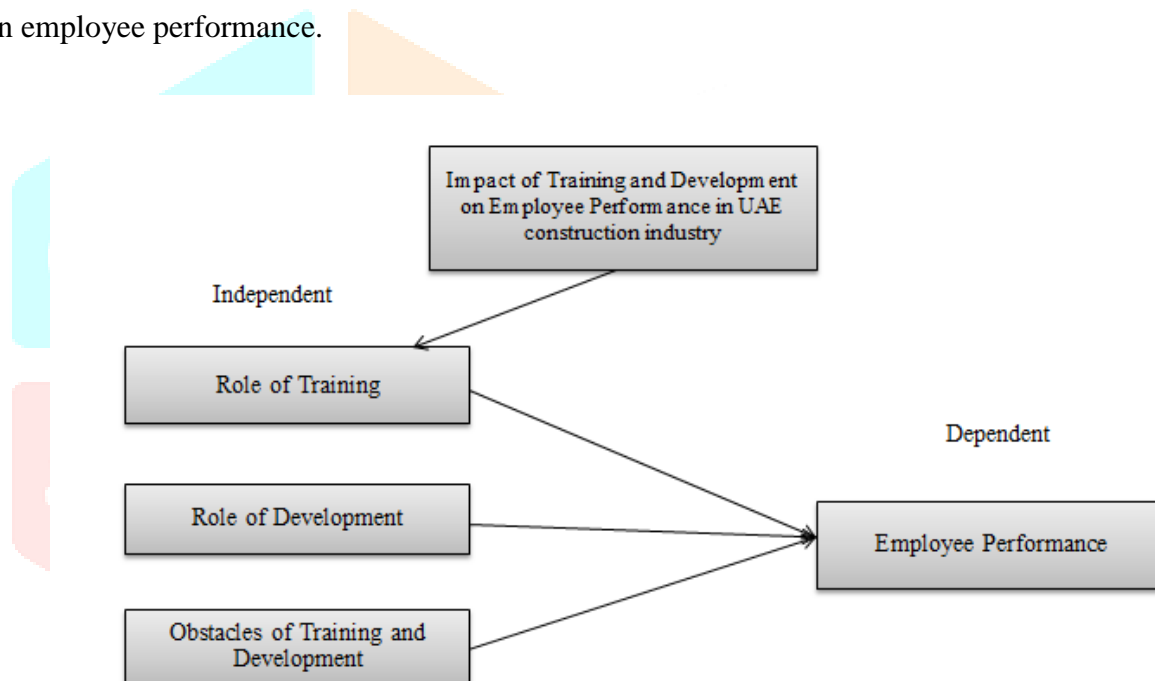 n employee performance.
Impact of Training and Development
on Employee Performance in UAE
construction industry
Independent
Role of Training
Dependent
Role of Development
Employee Performance
Obstacles of Training and
Development